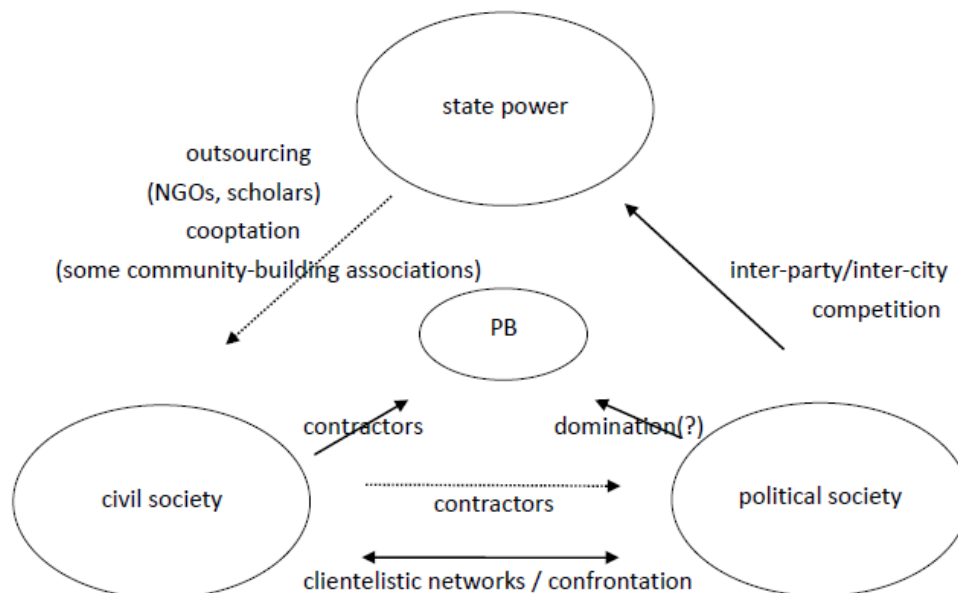 state power
outsourcing
(NGOs, scholars)
cooptation
(some community-building associations)
inter-party/inter-city
competition
PB
contractors
domination(?)
civil society
contractors
political society
clientelistic networks / confrontation